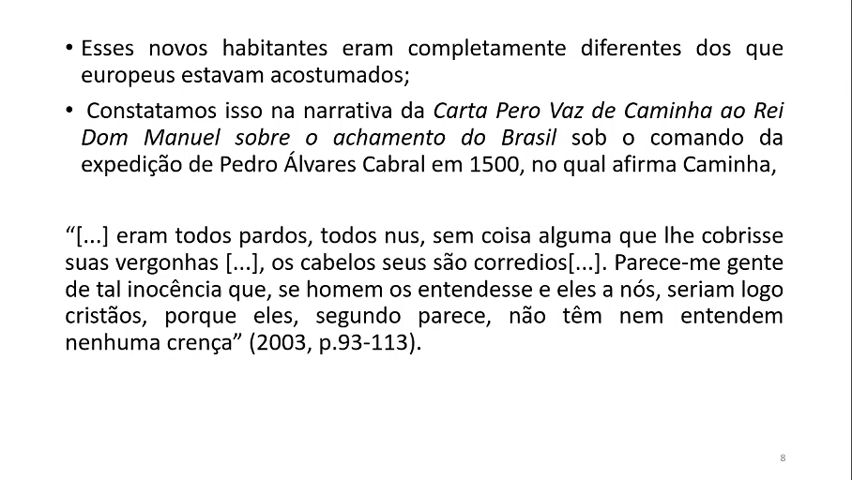 • Esses novos habitantes eram completamente diferentes dos que
europeus estavam acostumados;
• Constatamos isso na narrativa da Carta Pero Vaz de Caminha ao Rei
Dom Manuel sobre o achamento do Brasil sob o comando da
expedição de Pedro Álvares Cabral em 1500, no qual afirma Caminha,
“[...] eram todos pardos, todos nus, sem coisa alguma que lhe cobrisse
suas vergonhas [...], os cabelos seus são corredios[...]. Parece-me gente
de tal inocência que, se homem os entendesse e eles a nós, seriam logo
cristãos, porque eles, segundo parece, não têm nem entendem
nenhuma crença” (2003, p.93-113).
8